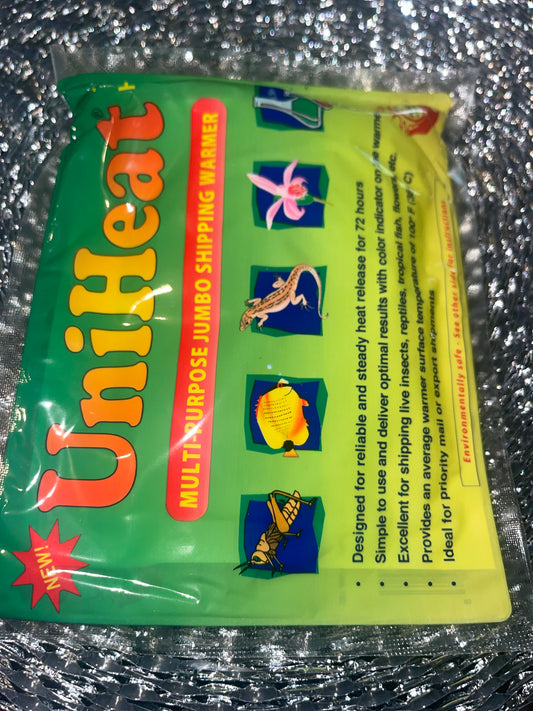 NEW!
UniHeat+
MULTI-PURPOSE JUMBO SHIPPING WARMER
• Designed for reliable and steady heat release for 72 hours
• Simple to use and deliver optimal results with color indicator on warmer
• Excellent for shipping live insects, reptiles, tropical fish, flowers, etc.
• Provides an average warmer surface temperature of 100° F C)
• Ideal for priority mail or export shipments
Environmentally safe - See other side for instructions